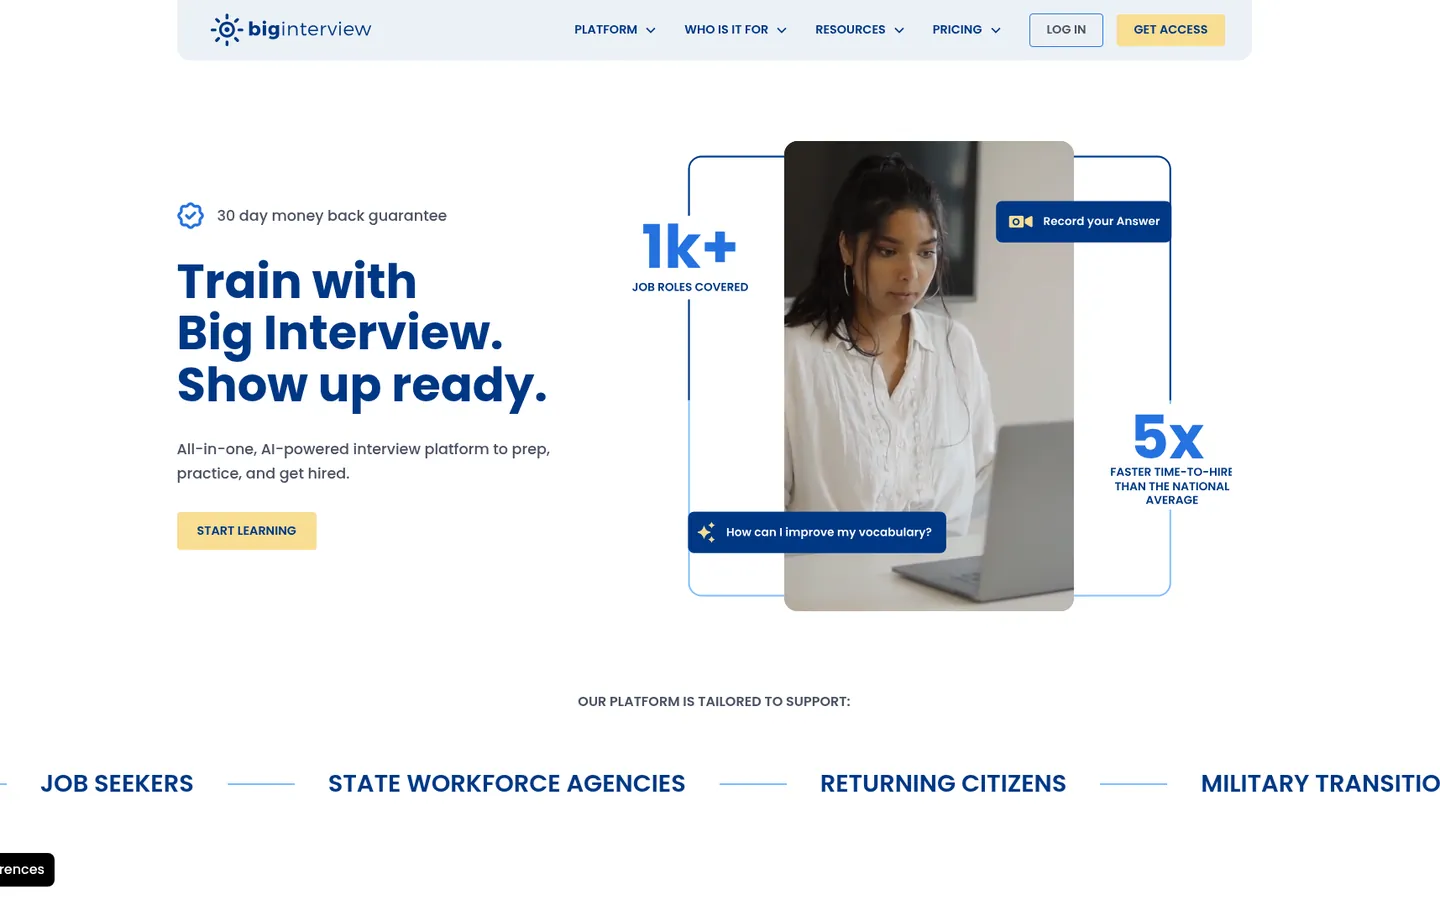 biginterview
PLATFORM
WHO IS IT FOR
RESOURCES
PRICING
LOG IN
GET ACCESS
30 day money back guarantee
Train with
Big Interview.
Show up ready.
All-in-one, AI-powered interview platform to prep,
practice, and get hired.
START LEARNING
1k+
JOB ROLES COVERED
Record your Answer
5x
FASTER TIME-TO-HIRE
THAN THE NATIONAL
AVERAGE
How can I improve my vocabulary?
OUR PLATFORM IS TAILORED TO SUPPORT:
JOB SEEKERS
STATE WORKFORCE AGENCIES
RETURNING CITIZENS
MILITARY TRANSITIO
rences